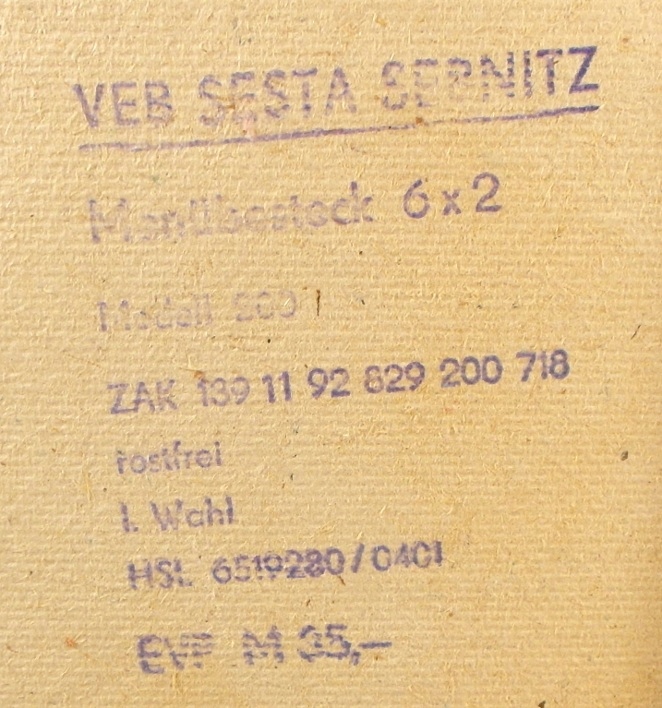 VEB SESTA SEBNITZ
6 x 2
Modell 200
ZAK 139 11 92 829 200 718
rostfrei
I. Wahl
HSL 6519280/0401
EVP M 35,–